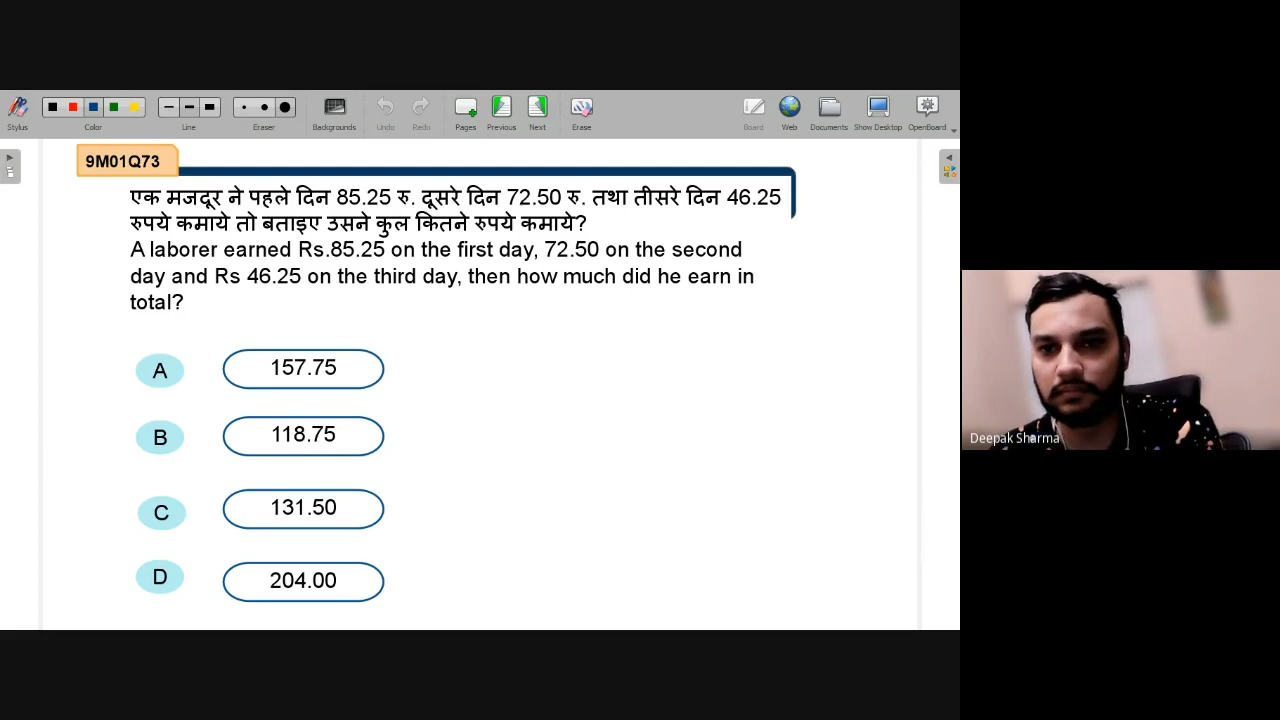 Stylus
Color
Line
Eraser
Backgrounds
Undo
Redo
Pages
Previous
Next
Erase
Board
Web
Documents
Show Desktop
OpenBoard
9M01Q73
एक मजदूर ने पहले दिन 85.25 रु. दूसरे दिन 72.50 रु. तथा तीसरे दिन 46.25
रुपये कमाये तो बताइए उसने कुल कितने रुपये कमाये?
A laborer earned Rs.85.25 on the first day, 72.50 on the second
day and Rs 46.25 on the third day, then how much did he earn in
total?
A 157.75
B 118.75
C 131.50
D 204.00
Deepak Sharma